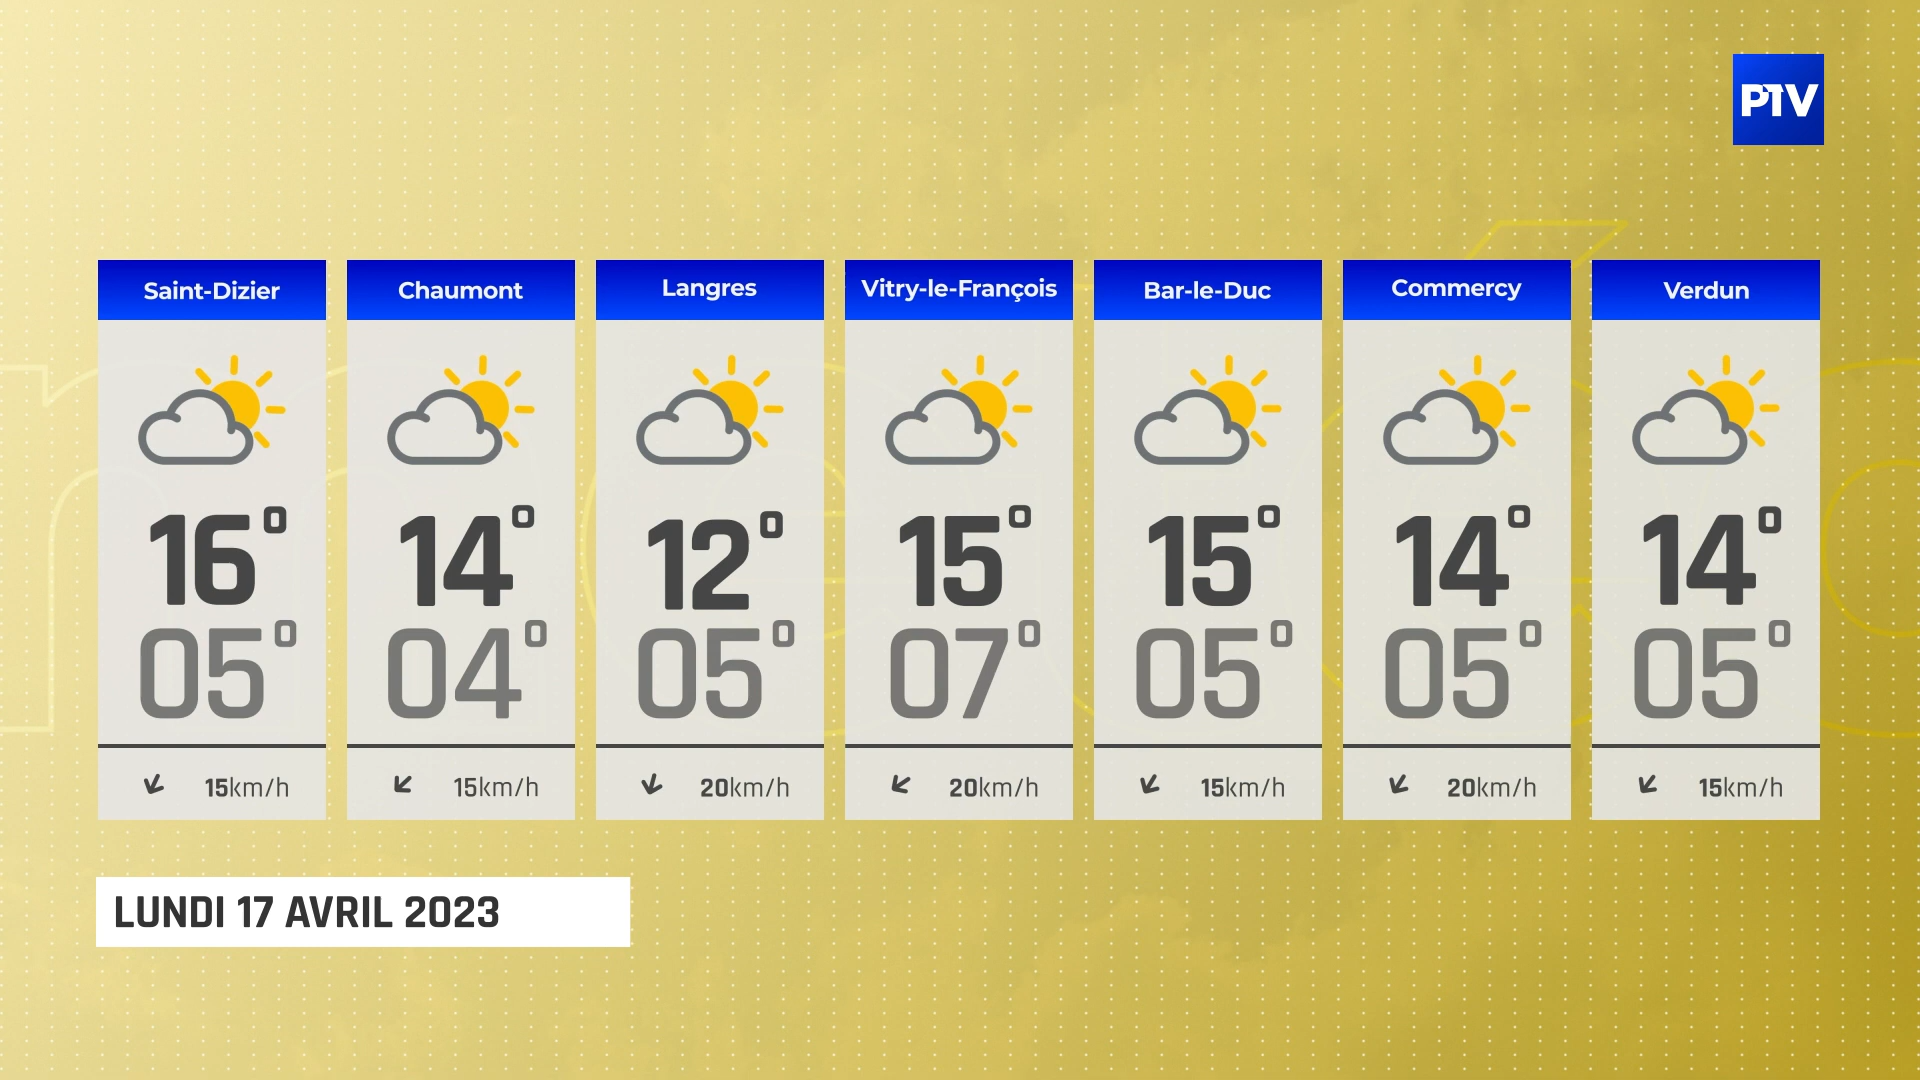 PTV
Saint-Dizier
16°
05°
15km/h
Chaumont
14°
04°
15km/h
Langres
12°
05°
20km/h
Vitry-le-François
15°
07°
20km/h
Bar-le-Duc
15°
05°
15km/h
Commercy
14°
05°
20km/h
Verdun
14°
05°
15km/h
LUNDI 17 AVRIL 2023